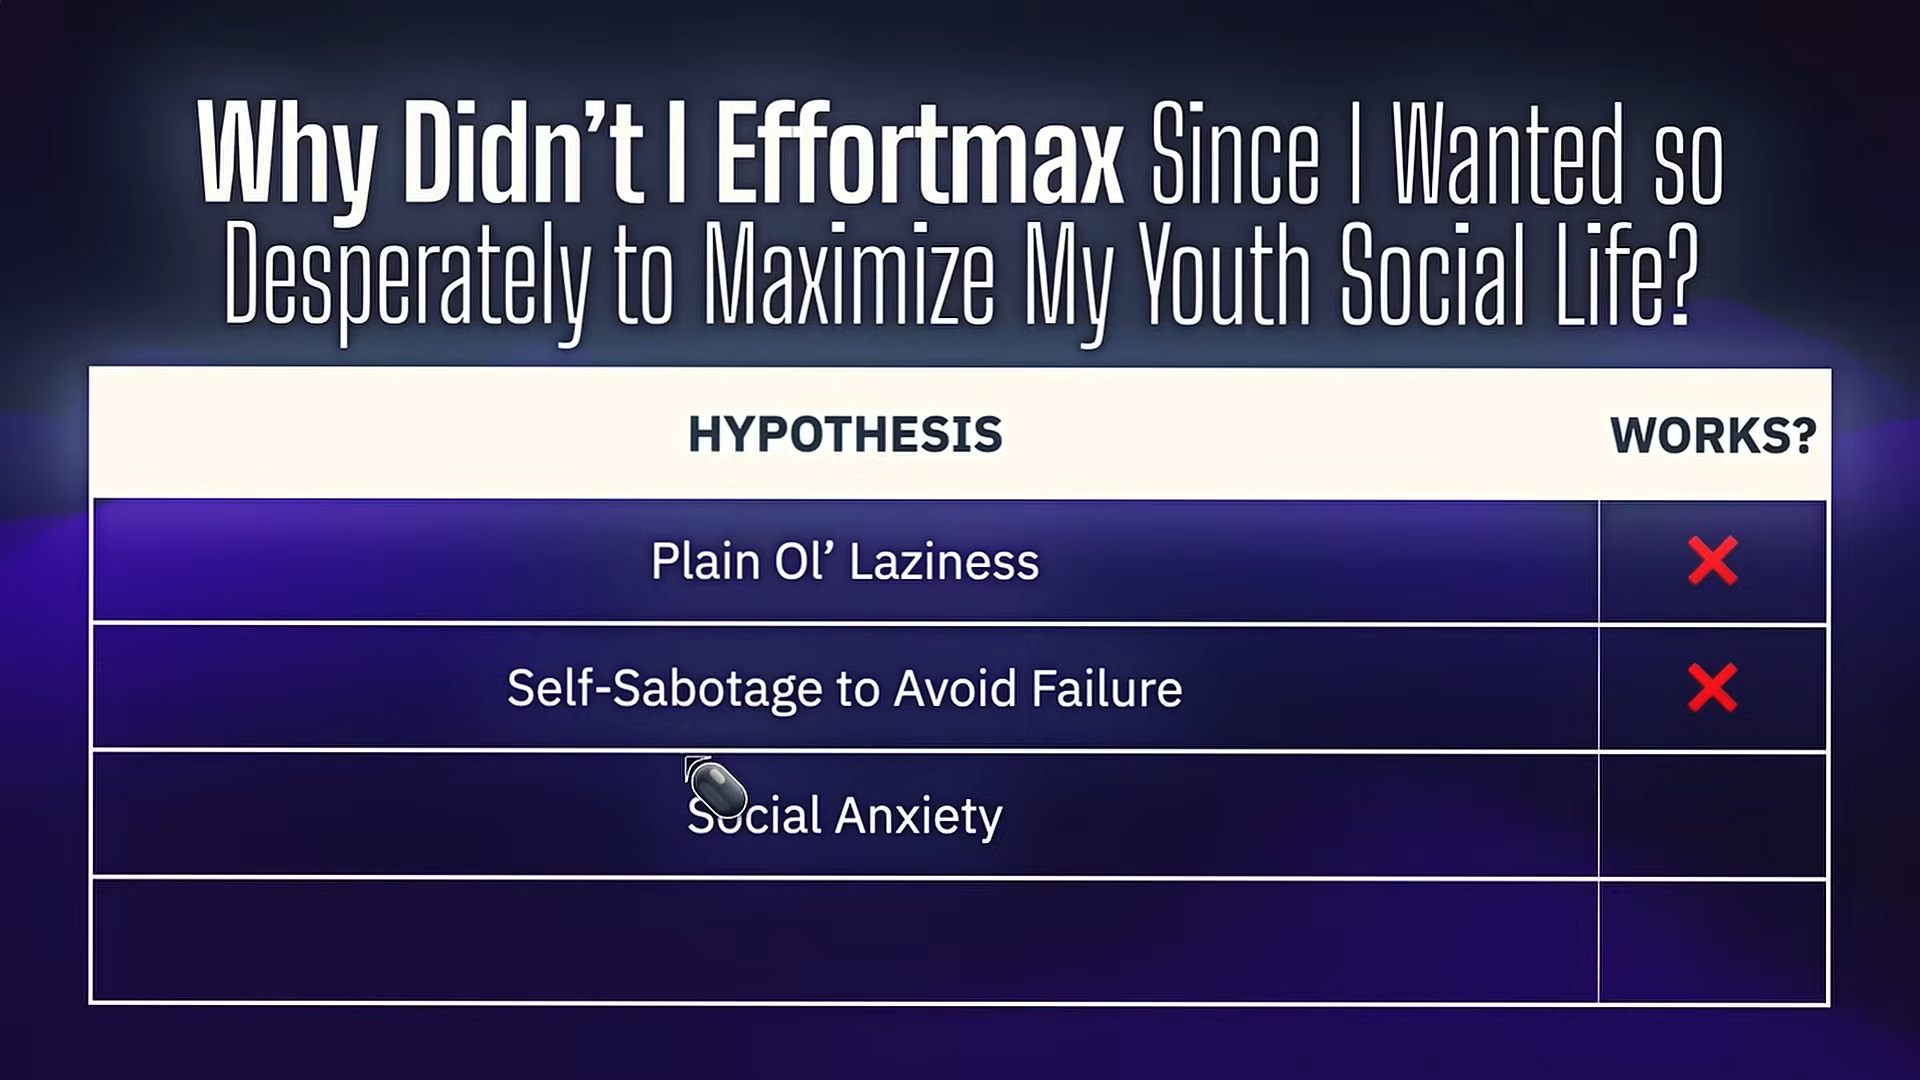 Why Didn’t I Effortmax Since I Wanted so
Desperately to Maximize My Youth Social Life?
HYPOTHESIS WORKS?
Plain Ol’ Laziness ❌
Self-Sabotage to Avoid Failure ❌
Social Anxiety